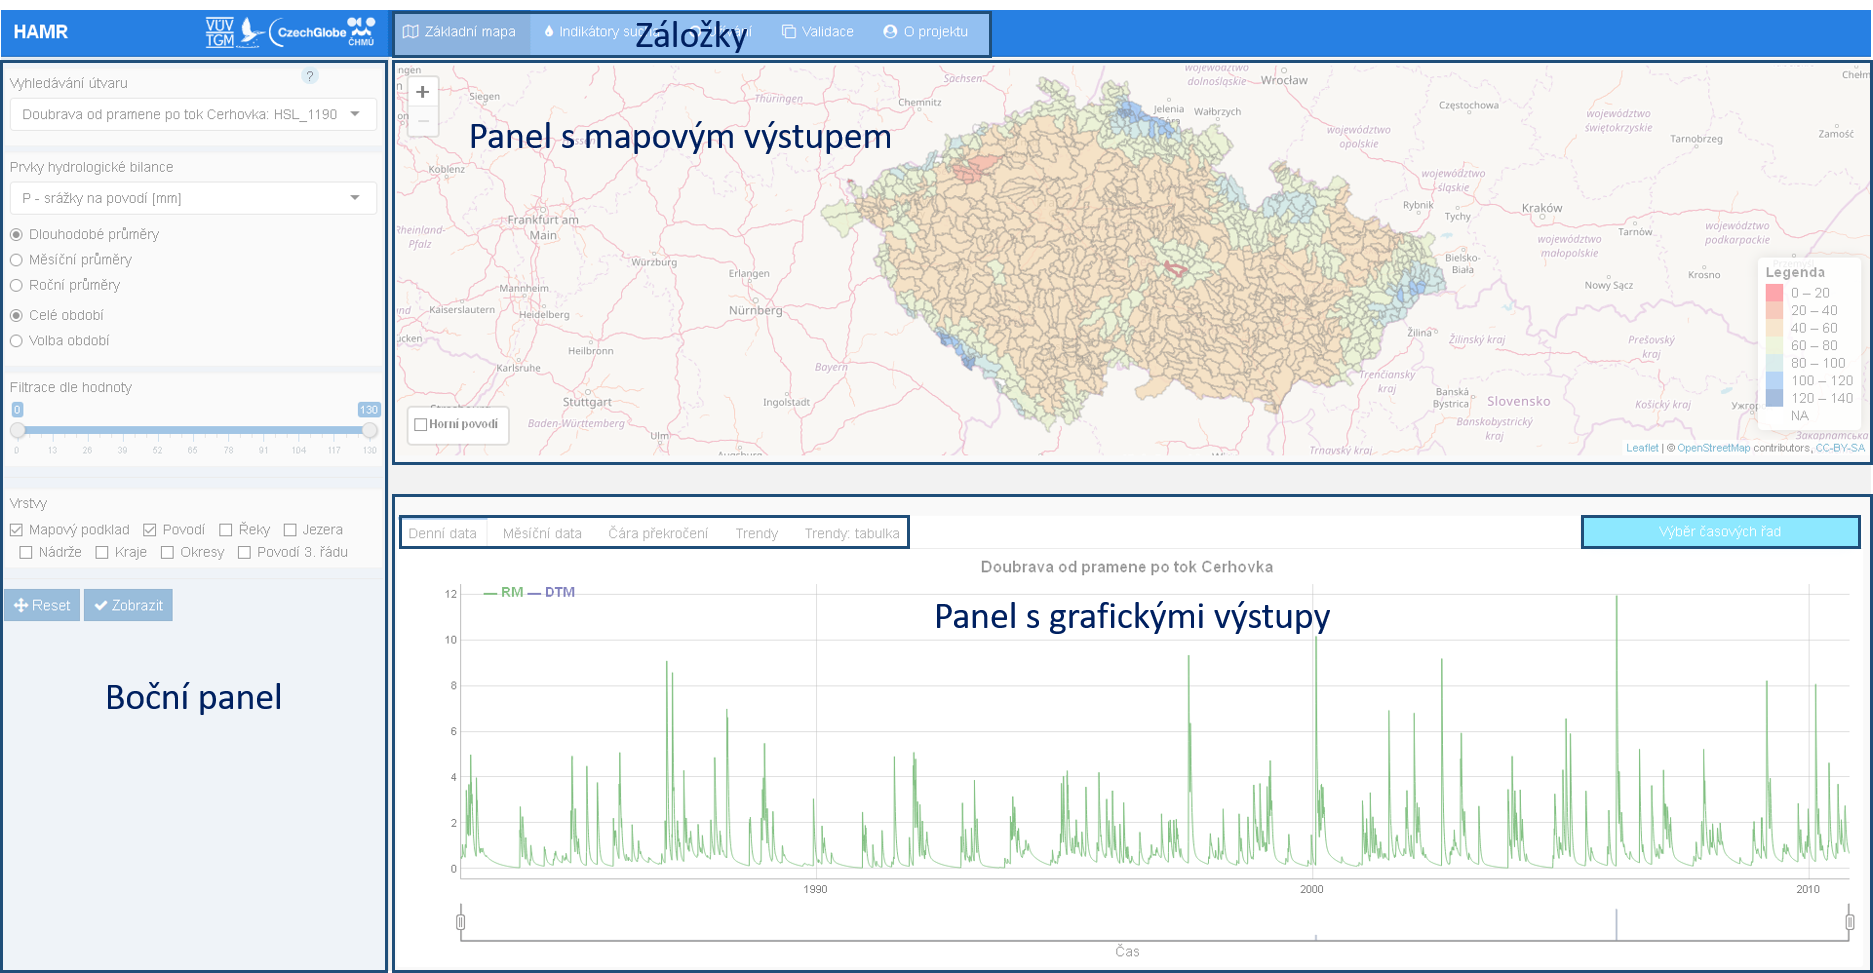 HAMR
VÚV
TGM
CzechGlobe
ČHMÚ
Základní mapa
Indikátory
Validace
O projektu
Záložky
Vyhledávání útvaru
?
Doubrava od pramene po tok Cerhovka: HSL_1190
Prvky hydrologické bilance
P - srážky na povodí [mm]
Dlouhodobé průměry
Měsíční průměry
Roční průměry
Celé období
Volba období
Filtrace dle hodnoty
0 130
0 13 26 39 52 65 78 91 104 117 130
Vrstvy
Mapový podklad Povodí Řeky Jezera
Nádrže Kraje Okresy Povodí 3. řádu
Reset Zobrazit
Boční panel
+
−
Panel s mapovým výstupem
Siegen
Koblenz
Rheinland-
Pfalz
Frankfurt am
Main
Thüringen
Chemnitz
Sachsen
Würzburg
Erlangen
Mannheim
Kaiserslautern
Heidelberg
Nürnberg
Heilbronn
Karlsruhe
Bayern
Stuttgart
Ingolstadt
Baden-Württemberg
Ulm
Augsburg
województwo
dolnośląskie
Wrocław
Jelenia
Góra
Wałbrzych
Częstochowa
województwo
opolskie
województwo
świętokrzyskie
Tarnobrzeg
Zamość
Chełm
województwo
śląskie
Rybnik
Tychy
Kraków
Tarnów
województwo
podkarpackie
województwo
małopolskie
Bielsko-
Biała
Krosno
Nowy Sącz
Žilina
Žilinský kraj
Prešovský
kraj
Trenčiansky
kraj
Banská
Bystrica
Slovensko
Košický kraj
Banskobystrický
kraj
Trnavský kraj
Ужгород
Закарпатська
Horní povodí
Legenda
0 – 20
20 – 40
40 – 60
60 – 80
80 – 100
100 – 120
120 – 140
NA
Leaflet | © OpenStreetMap contributors, CC-BY-SA
Denní data Měsíční data Čára překročení Trendy Trendy: tabulka
Výběr časových řad
Doubrava od pramene po tok Cerhovka
— RM — DTM
Panel s grafickými výstupy
12
10
8
6
4
2
0
1990 2000 2010
Čas